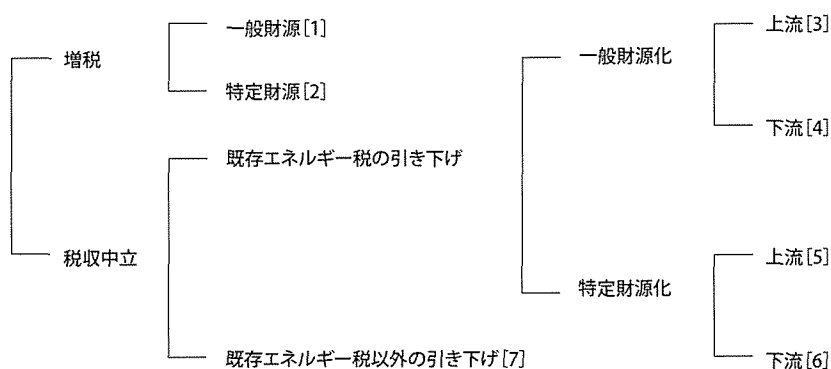 増税
一般財源[1]
特定財源[2]
税収中立
既存エネルギー税の引き下げ
既存エネルギー税以外の引き下げ[7]
一般財源化
上流[3]
下流[4]
特定財源化
上流[5]
下流[6]